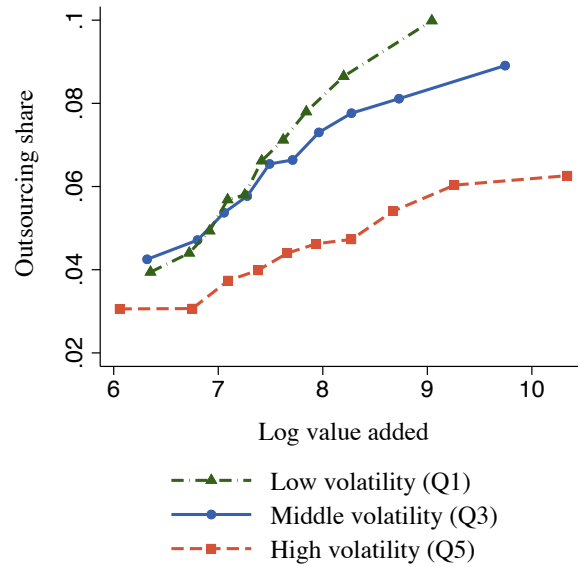 .1
.08
.06
.04
.02
Outsourcing share
6 7 8 9 10
Log value added
Low volatility (Q1)
Middle volatility (Q3)
High volatility (Q5)